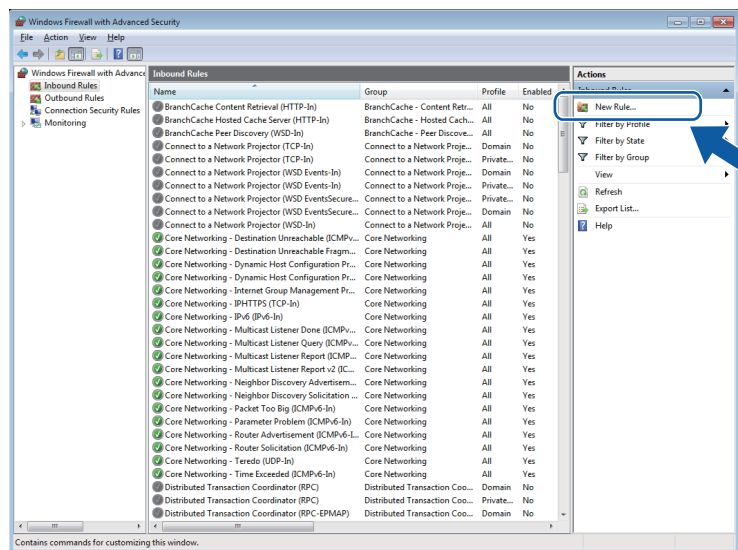 Windows Firewall with Advanced Security
File Action View Help
Windows Firewall with Advance
Inbound Rules
Outbound Rules
Connection Security Rules
Monitoring
Inbound Rules
Name Group Profile Enabled
BranchCache Content Retrieval (HTTP-In) BranchCache - Content Retr... All No
BranchCache Hosted Cache Server (HTTP-In) BranchCache - Hosted Cach... All No
BranchCache Peer Discovery (WSD-In) BranchCache - Peer Discove... All No
Connect to a Network Projector (TCP-In) Connect to a Network Proje... Domain No
Connect to a Network Projector (TCP-In) Connect to a Network Proje... Private... No
Connect to a Network Projector (WSD Events-In) Connect to a Network Proje... Domain No
Connect to a Network Projector (WSD Events-In) Connect to a Network Proje... Private... No
Connect to a Network Projector (WSD EventsSecure... Connect to a Network Proje... Private... No
Connect to a Network Projector (WSD EventsSecure... Connect to a Network Proje... Domain No
Connect to a Network Projector (WSD-In) Connect to a Network Proje... All No
Core Networking - Destination Unreachable (ICMPv... Core Networking All Yes
Core Networking - Destination Unreachable Fragm... Core Networking All Yes
Core Networking - Dynamic Host Configuration Pr... Core Networking All Yes
Core Networking - Dynamic Host Configuration Pr... Core Networking All Yes
Core Networking - Internet Group Management Pr... Core Networking All Yes
Core Networking - IPHTTPS (TCP-In) Core Networking All Yes
Core Networking - IPv6 (IPv6-In) Core Networking All Yes
Core Networking - Multicast Listener Done (ICMPv... Core Networking All Yes
Core Networking - Multicast Listener Query (ICMPv... Core Networking All Yes
Core Networking - Multicast Listener Report (ICMP... Core Networking All Yes
Core Networking - Multicast Listener Report v2 (IC... Core Networking All Yes
Core Networking - Neighbor Discovery Advertisem... Core Networking All Yes
Core Networking - Neighbor Discovery Solicitation ... Core Networking All Yes
Core Networking - Packet Too Big (ICMPv6-In) Core Networking All Yes
Core Networking - Parameter Problem (ICMPv6-In) Core Networking All Yes
Core Networking - Router Advertisement (ICMPv6-I... Core Networking All Yes
Core Networking - Router Solicitation (ICMPv6-In) Core Networking All Yes
Core Networking - Teredo (UDP-In) Core Networking All Yes
Core Networking - Time Exceeded (ICMPv6-In) Core Networking All Yes
Distributed Transaction Coordinator (RPC) Distributed Transaction Coo... Domain No
Distributed Transaction Coordinator (RPC) Distributed Transaction Coo... Private... No
Distributed Transaction Coordinator (RPC-EPMAP) Distributed Transaction Coo... Domain No
Actions
Inbound Rules
New Rule...
Filter by Profile
Filter by State
Filter by Group
View
Refresh
Export List...
Help
Contains commands for customizing this window.